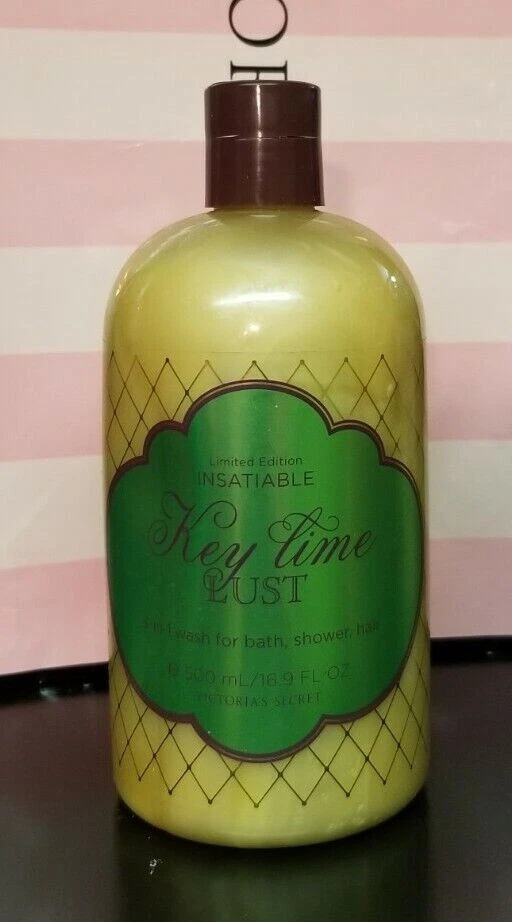 HO
Limited Edition
INSATIABLE
Key lime
LUST
3-in-1 wash for bath, shower, hair
℮ 500 mL/16.9 FL OZ
VICTORIA'S SECRET